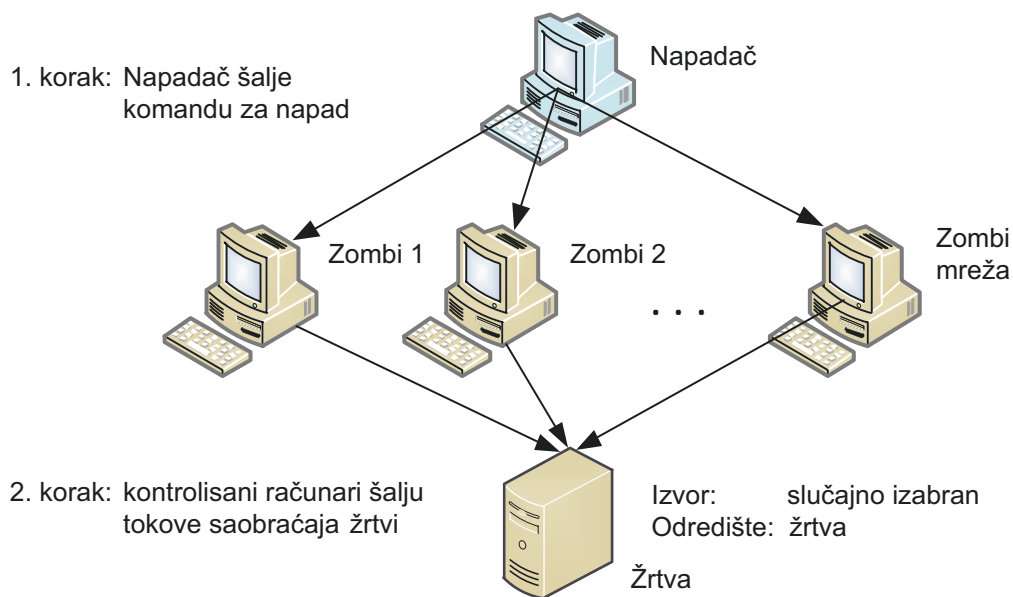 Napadač
1. korak: Napadač šalje
komandu za napad
Zombi 1
Zombi 2
. . .
Zombi
mreža
2. korak: kontrolisani računari šalju
tokove saobraćaja žrtvi
Izvor: slučajno izabran
Odredište: žrtva
Žrtva